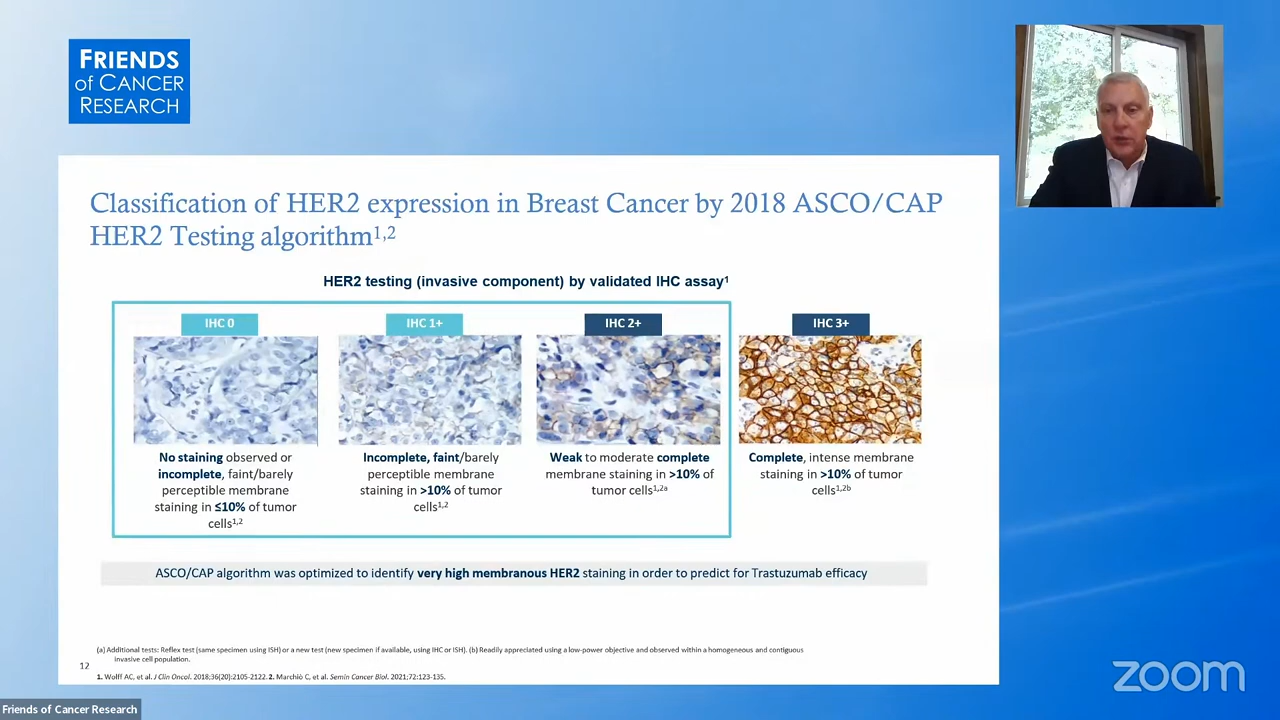 FRIENDS
of CANCER
RESEARCH
Classification of HER2 expression in Breast Cancer by 2018 ASCO/CAP
HER2 Testing algorithm1,2
HER2 testing (invasive component) by validated IHC assay1
IHC 0
IHC 1+
IHC 2+
IHC 3+
No staining observed or
incomplete, faint/barely
perceptible membrane
staining in ≤10% of tumor
cells1,2
Incomplete, faint/barely
perceptible membrane
staining in >10% of tumor
cells1,2
Weak to moderate complete
membrane staining in >10% of
tumor cells1,2a
Complete, intense membrane
staining in >10% of tumor
cells1,2b
ASCO/CAP algorithm was optimized to identify very high membranous HER2 staining in order to predict for Trastuzumab efficacy
(a) Additional tests: Reflex test (same specimen using ISH) or a new test (new specimen if available, using IHC or ISH). (b) Readily appreciated using a low-power objective and observed within a homogeneous and contiguous
invasive cell population.
12
1. Wolff AC, et al. J Clin Oncol. 2018;36(20):2105-2122. 2. Marchiò C, et al. Semin Cancer Biol. 2021;72:123-135.
zoom
Friends of Cancer Research